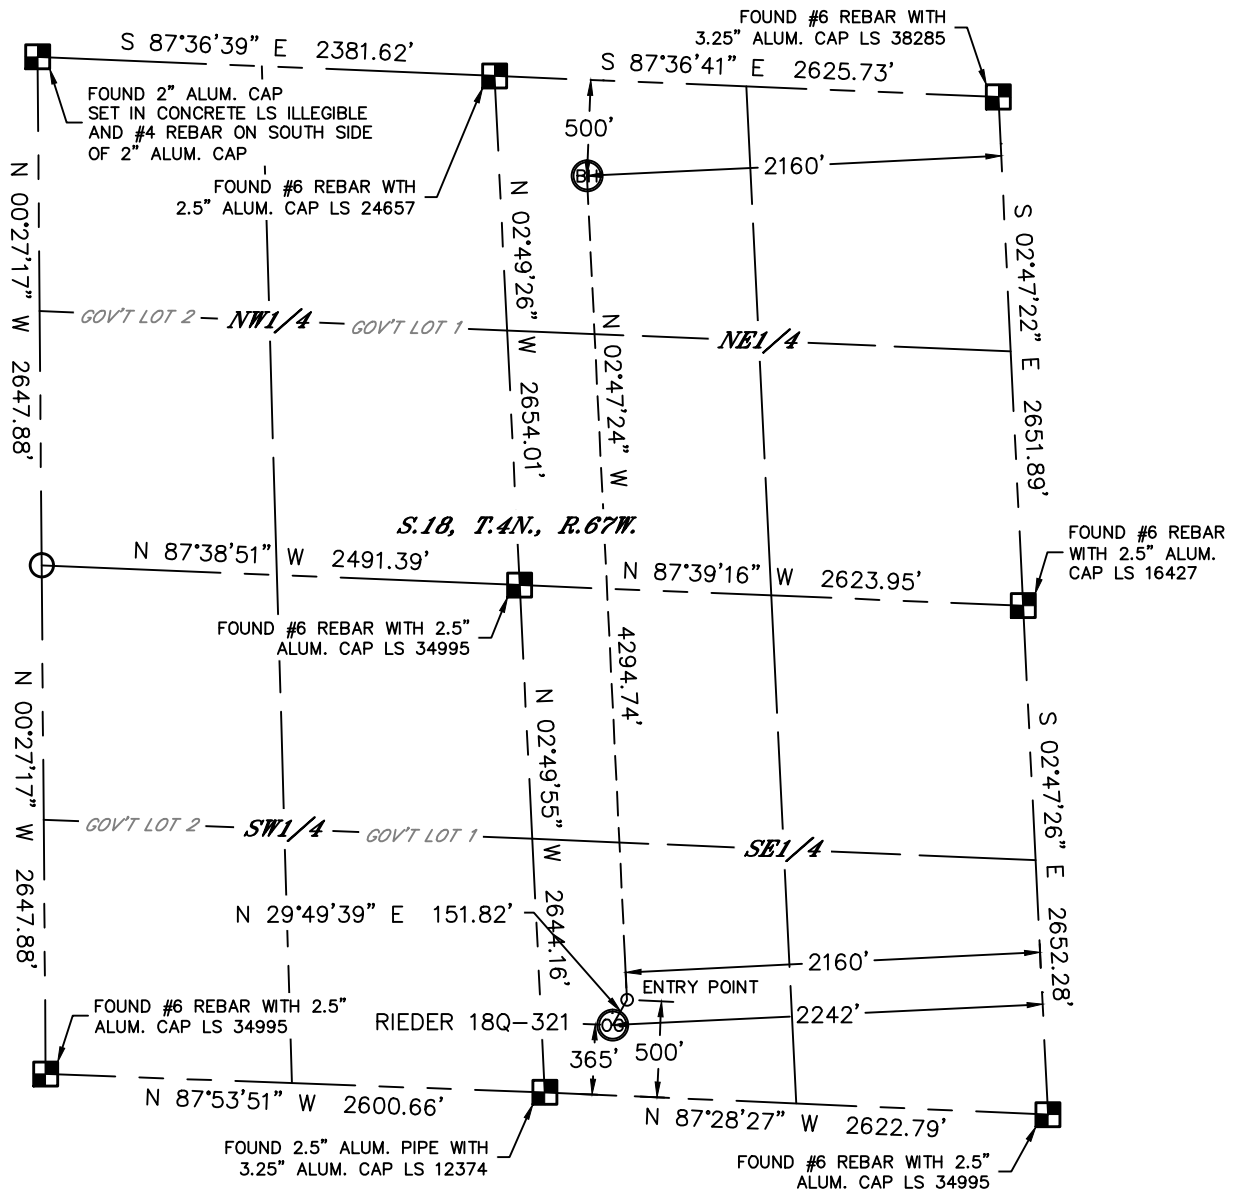 FOUND #6 REBAR WITH
3.25” ALUM. CAP LS 38285
S 87°36’39” E 2381.62’
S 87°36’41” E 2625.73’
FOUND 2” ALUM. CAP
SET IN CONCRETE LS ILLEGIBLE
AND #4 REBAR ON SOUTH SIDE
OF 2” ALUM. CAP
500’
BH
2160’
FOUND #6 REBAR WTH
2.5” ALUM. CAP LS 24657
N 00°27’17” W 2647.88’
N 02°49’26” W 2654.01’
N 02°47’24” W 4294.74’
S 02°47’22” E 2651.89’
GOV’T LOT 2
NW1/4
GOV’T LOT 1
NE1/4
S.18, T.4N., R.67W.
N 87°38’51” W 2491.39’
N 87°39’16” W 2623.95’
FOUND #6 REBAR
WITH 2.5” ALUM.
CAP LS 16427
FOUND #6 REBAR WITH 2.5”
ALUM. CAP LS 34995
N 00°27’17” W 2647.88’
N 02°49’55” W 2644.16’
S 02°47’26” E 2652.28’
GOV’T LOT 2
SW1/4
GOV’T LOT 1
SE1/4
N 29°49’39” E 151.82’
2160’
ENTRY POINT
FOUND #6 REBAR WITH 2.5”
ALUM. CAP LS 34995
RIEDER 18Q-321
OG
2242’
365’
500’
N 87°53’51” W 2600.66’
N 87°28’27” W 2622.79’
FOUND 2.5” ALUM. PIPE WITH
3.25” ALUM. CAP LS 12374
FOUND #6 REBAR WITH 2.5”
ALUM. CAP LS 34995